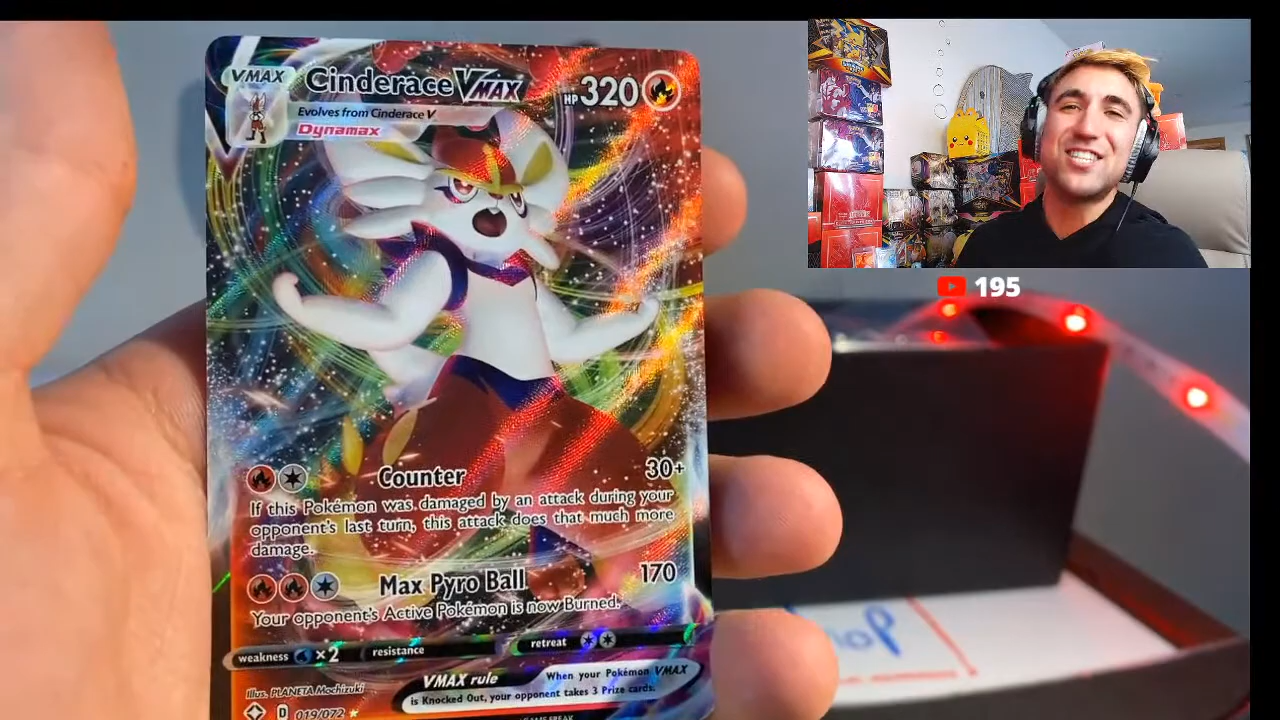 VMAX
Cinderace VMAX
HP 320
Evolves from Cinderace V
Dynamax
195
Counter 30+
If this Pokémon was damaged by an attack during your
opponent's last turn, this attack does that much more
damage.
Max Pyro Ball 170
Your opponent's Active Pokémon is now Burned.
weakness ×2 resistance retreat
Illus. PLANETA Mochizuki
D 019/072
VMAX rule When your Pokémon VMAX
is Knocked Out, your opponent takes 3 Prize cards.